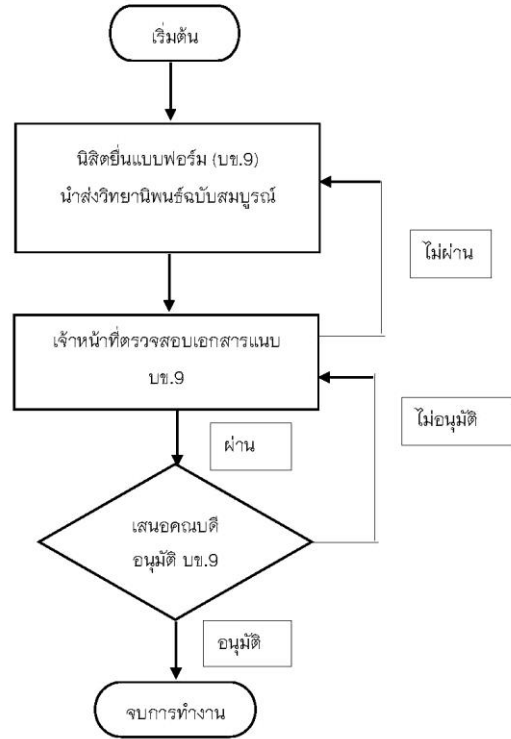 เริ่มต้น
นิสิตยื่นแบบฟอร์ม (บข.9)
นำส่งวิทยานิพนธ์ฉบับสมบูรณ์
ไม่ผ่าน
เจ้าหน้าที่ตรวจสอบเอกสารแนบ
บข.9
ไม่อนุมัติ
ผ่าน
เสนอคณบดี
อนุมัติ บข.9
อนุมัติ
จบการทำงาน